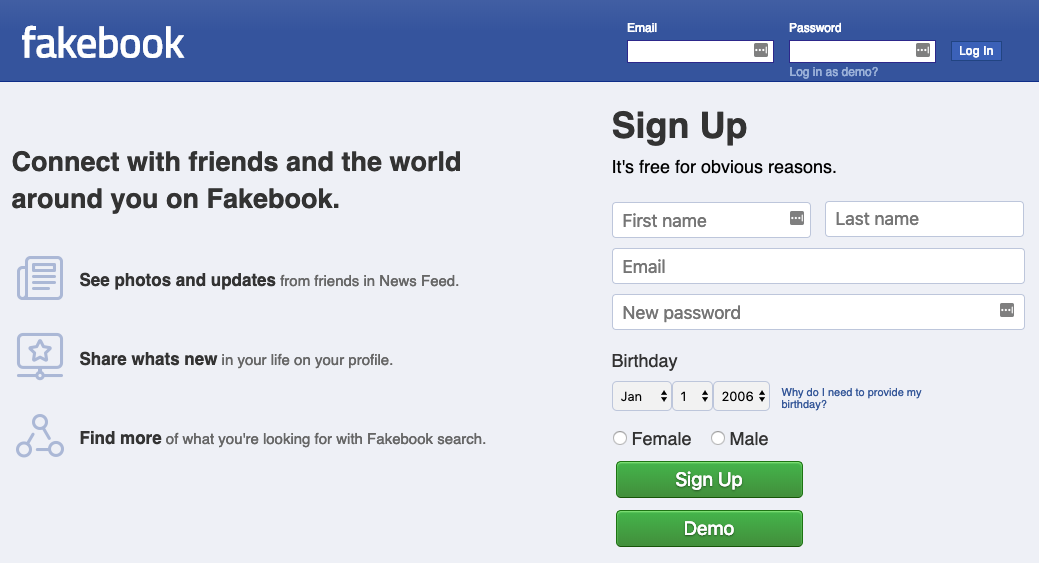 fakebook
Email
Password
Log In
Log in as demo?
Connect with friends and the world
around you on Fakebook.
See photos and updates from friends in News Feed.
Share whats new in your life on your profile.
Find more of what you're looking for with Fakebook search.
Sign Up
It's free for obvious reasons.
First name
Last name
Email
New password
Birthday
Jan 1 2006
Why do I need to provide my
birthday?
Female Male
Sign Up
Demo